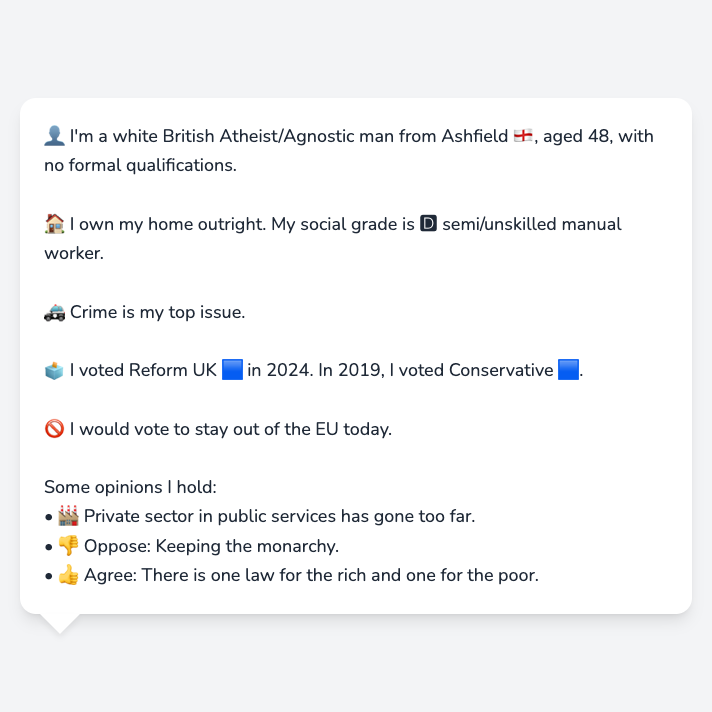 👤 I'm a white British Atheist/Agnostic man from Ashfield 🏴󠁧󠁢󠁥󠁮󠁧󠁿, aged 48, with
no formal qualifications.
🏠 I own my home outright. My social grade is 🅳 semi/unskilled manual
worker.
🚓 Crime is my top issue.
🗳️ I voted Reform UK 🟦 in 2024. In 2019, I voted Conservative 🟦.
🚫 I would vote to stay out of the EU today.
Some opinions I hold:
• 🏭 Private sector in public services has gone too far.
• 👎 Oppose: Keeping the monarchy.
• 👍 Agree: There is one law for the rich and one for the poor.